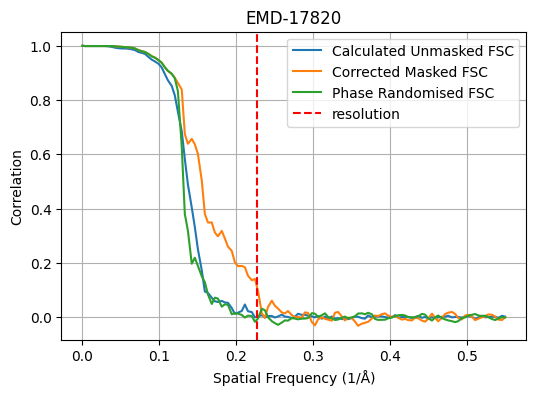 EMD-17820
Calculated Unmasked FSC
Corrected Masked FSC
Phase Randomised FSC
resolution
Correlation
1.0
0.8
0.6
0.4
0.2
0.0
0.0 0.1 0.2 0.3 0.4 0.5
Spatial Frequency (1/Å)